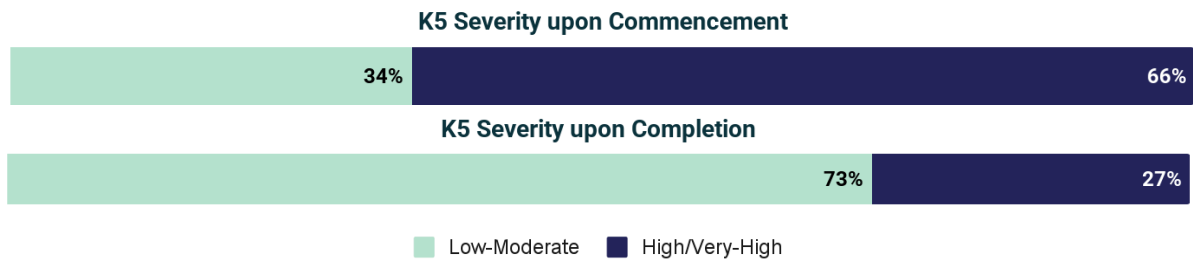 K5 Severity upon Commencement
34% 66%
K5 Severity upon Completion
73% 27%
Low-Moderate High/Very-High